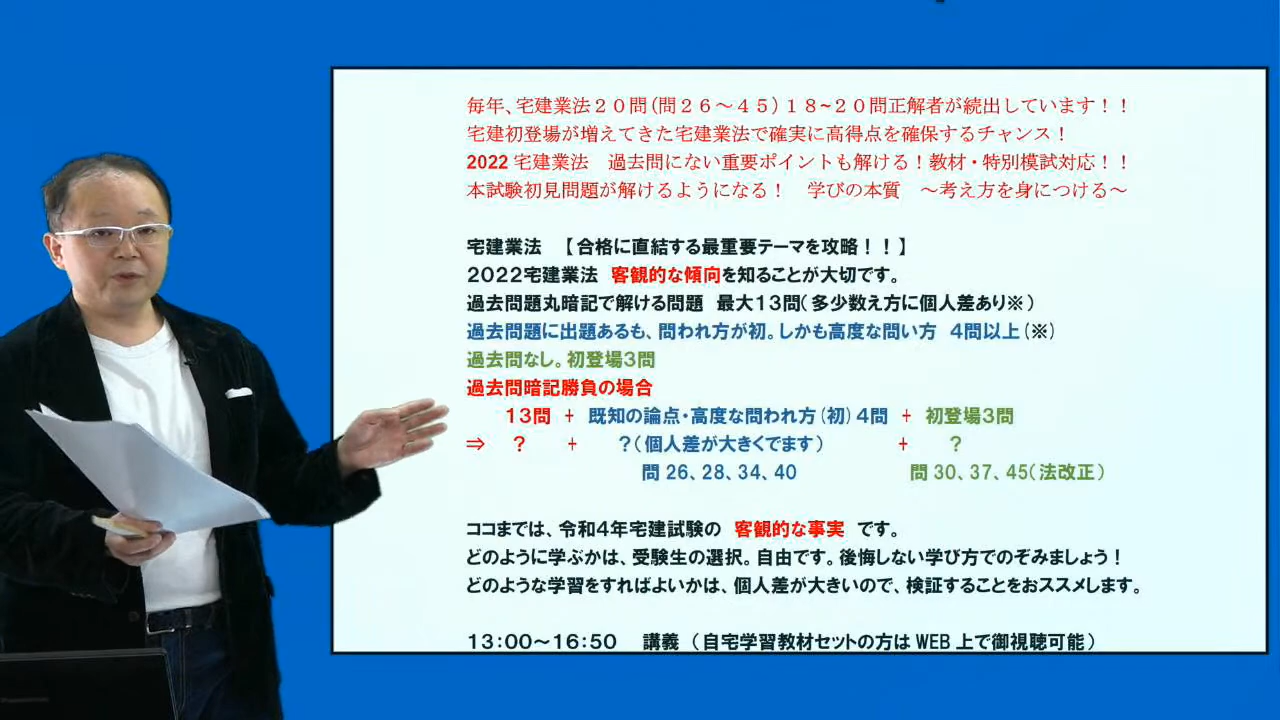 毎年、宅建業法２０問（問２６～４５）１８~２０問正解者が続出しています！！
宅建初登場が増えてきた宅建業法で確実に高得点を確保するチャンス！
2022 宅建業法　過去問にない重要ポイントも解ける！教材・特別模試対応！！
本試験初見問題が解けるようになる！　学びの本質　～考え方を身につける～
宅建業法　【合格に直結する最重要テーマを攻略！！】
２０２２宅建業法　客観的な傾向を知ることが大切です。
過去問題丸暗記で解ける問題　最大１３問（多少数え方に個人差あり※）
過去問題に出題あるも、問われ方が初。しかも高度な問い方　４問以上（※）
過去問なし。初登場３問
過去問暗記勝負の場合
１３問　+　既知の論点・高度な問われ方（初）４問　+　初登場３問
⇒　？　+　？（個人差が大きくでます）　+　？
問 26、28、34、40　問 30、37、45（法改正）
ココまでは、令和４年宅建試験の　客観的な事実　です。
どのように学ぶかは、受験生の選択。自由です。後悔しない学び方でのぞみましょう！
どのような学習をすればよいかは、個人差が大きいので、検証することをおススメします。
１３：００～１６：５０　講義　（自宅学習教材セットの方は WEB 上で御視聴可能）